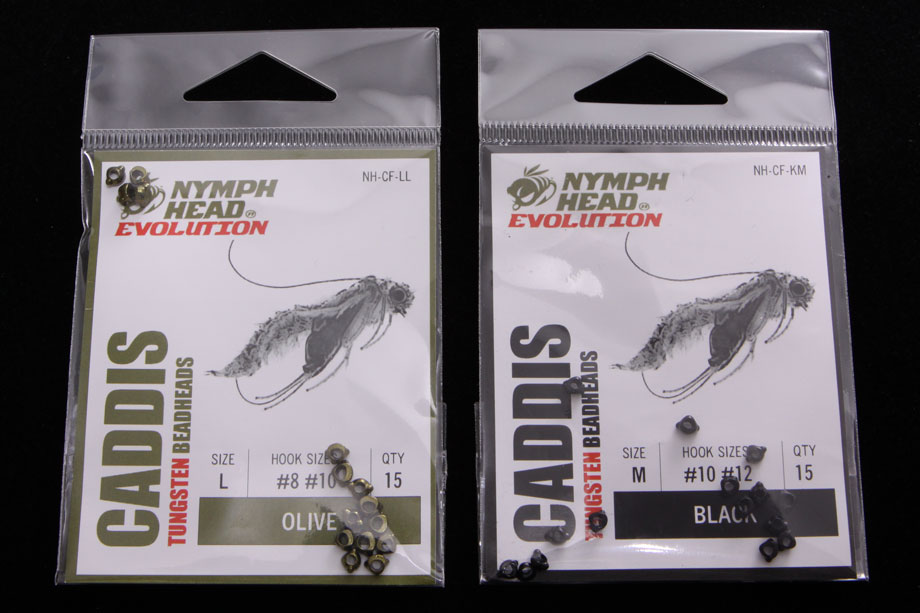 NH-CF-LL
NYMPH
HEAD®
EVOLUTION
CADDIS
TUNGSTEN BEADHEADS
SIZE
L
HOOK SIZES
#8 #10
QTY
15
OLIVE
NH-CF-KM
NYMPH
HEAD®
EVOLUTION
CADDIS
TUNGSTEN BEADHEADS
SIZE
M
HOOK SIZES
#10 #12
QTY
15
BLACK